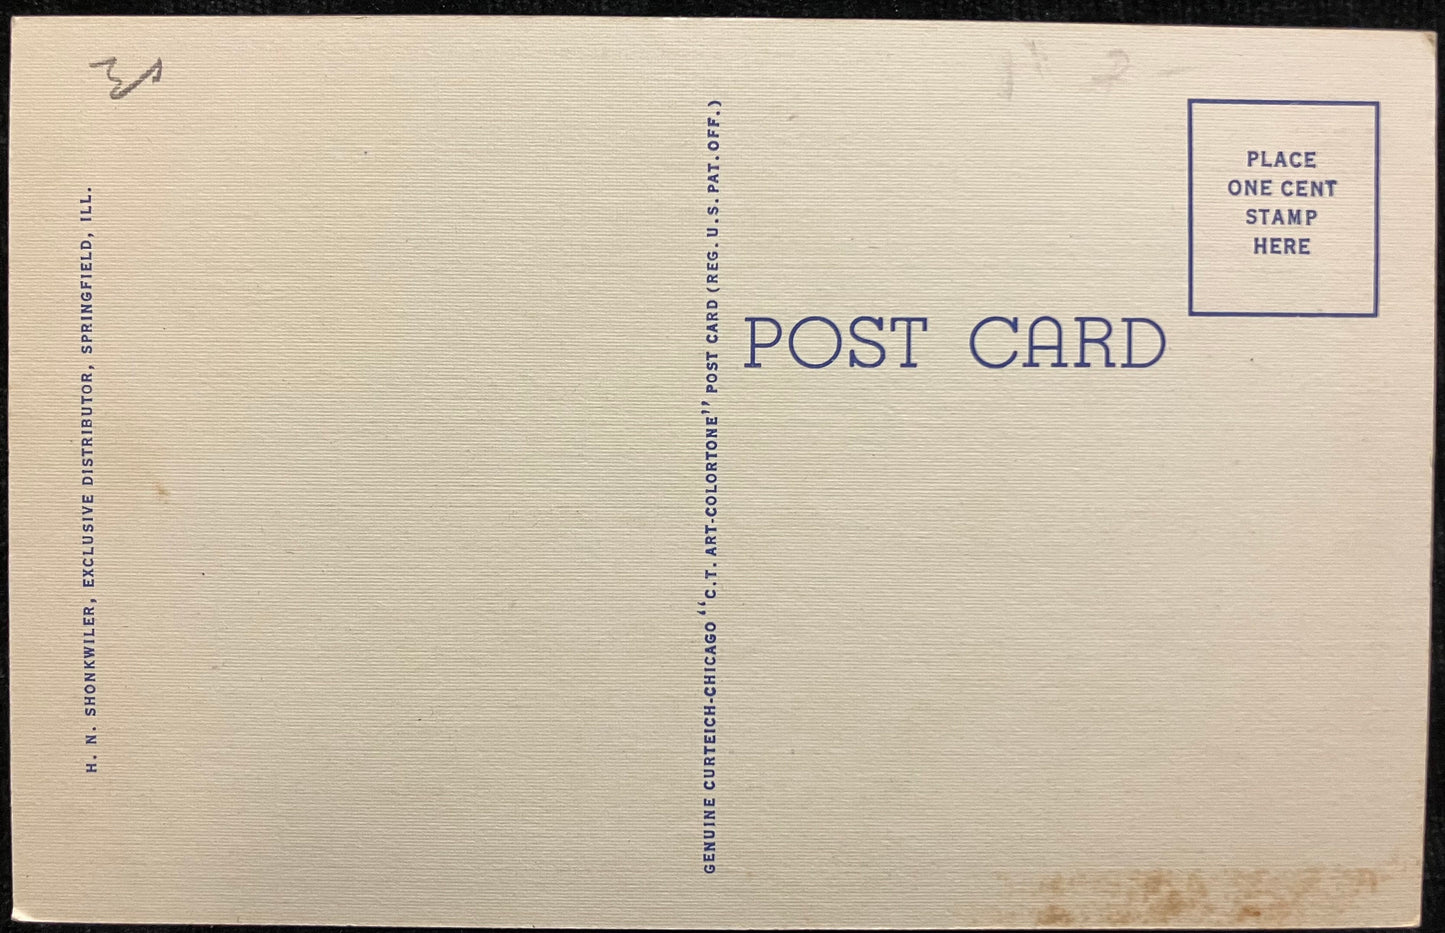 H. N. SHONKWILER, EXCLUSIVE DISTRIBUTOR, SPRINGFIELD, ILL.
GENUINE CURTEICH-CHICAGO "C.T. ART-COLORTONE" POST CARD (REG. U.S. PAT. OFF.)
POST CARD
PLACE
ONE CENT
STAMP
HERE